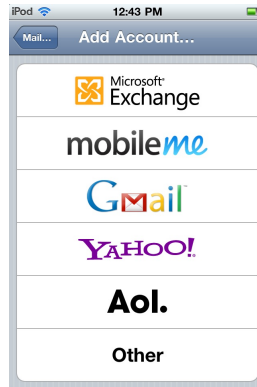 iPod 12:43 PM
Mail... Add Account...
Microsoft®
Exchange
mobileme
Gmail
YAHOO!
Aol.
Other